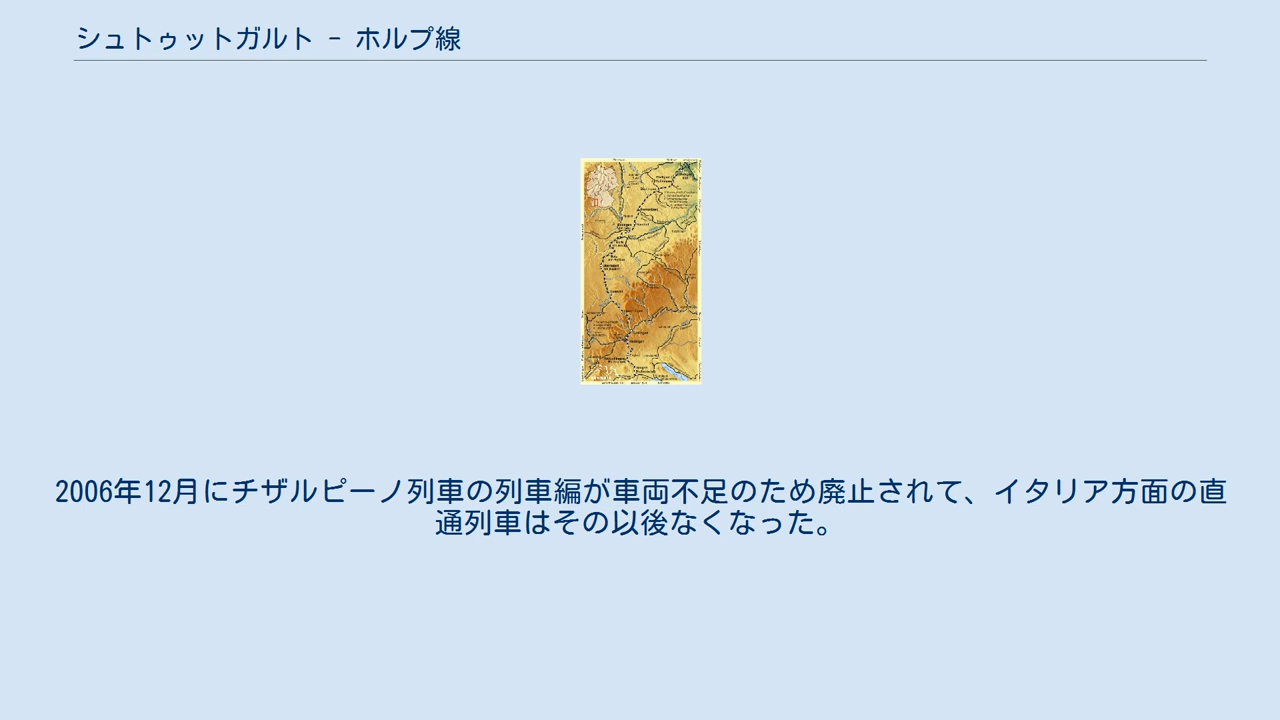 シュトゥットガルト - ホルプ線
2006年12月にチザルピーノ列車の列車編が車両不足のため廃止されて、イタリア方面の直
通列車はその以後なくなった。